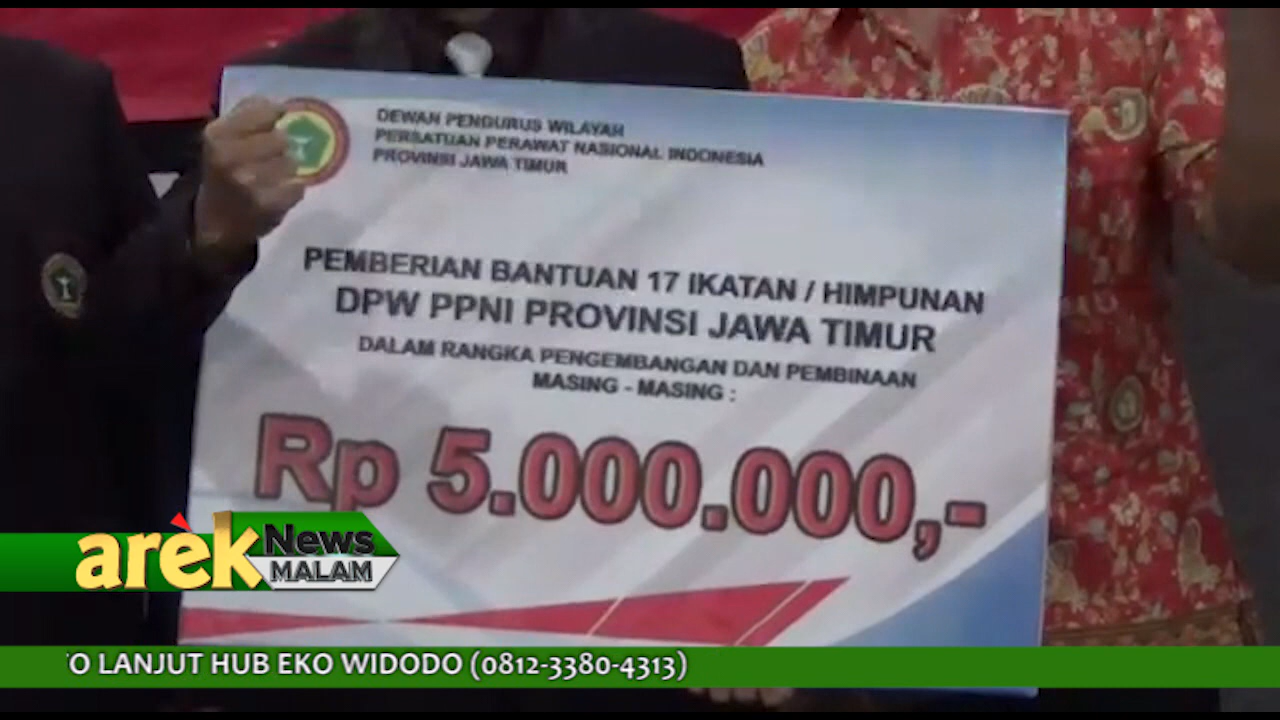 DEWAN PENGURUS WILAYAH
PERSATUAN PERAWAT NASIONAL INDONESIA
PROVINSI JAWA TIMUR
PEMBERIAN BANTUAN 17 IKATAN / HIMPUNAN
DPW PPNI PROVINSI JAWA TIMUR
DALAM RANGKA PENGEMBANGAN DAN PEMBINAAN
MASING - MASING :
Rp 5.000.000,-
arèk News
MALAM
O LANJUT HUB EKO WIDODO (0812-3380-4313)